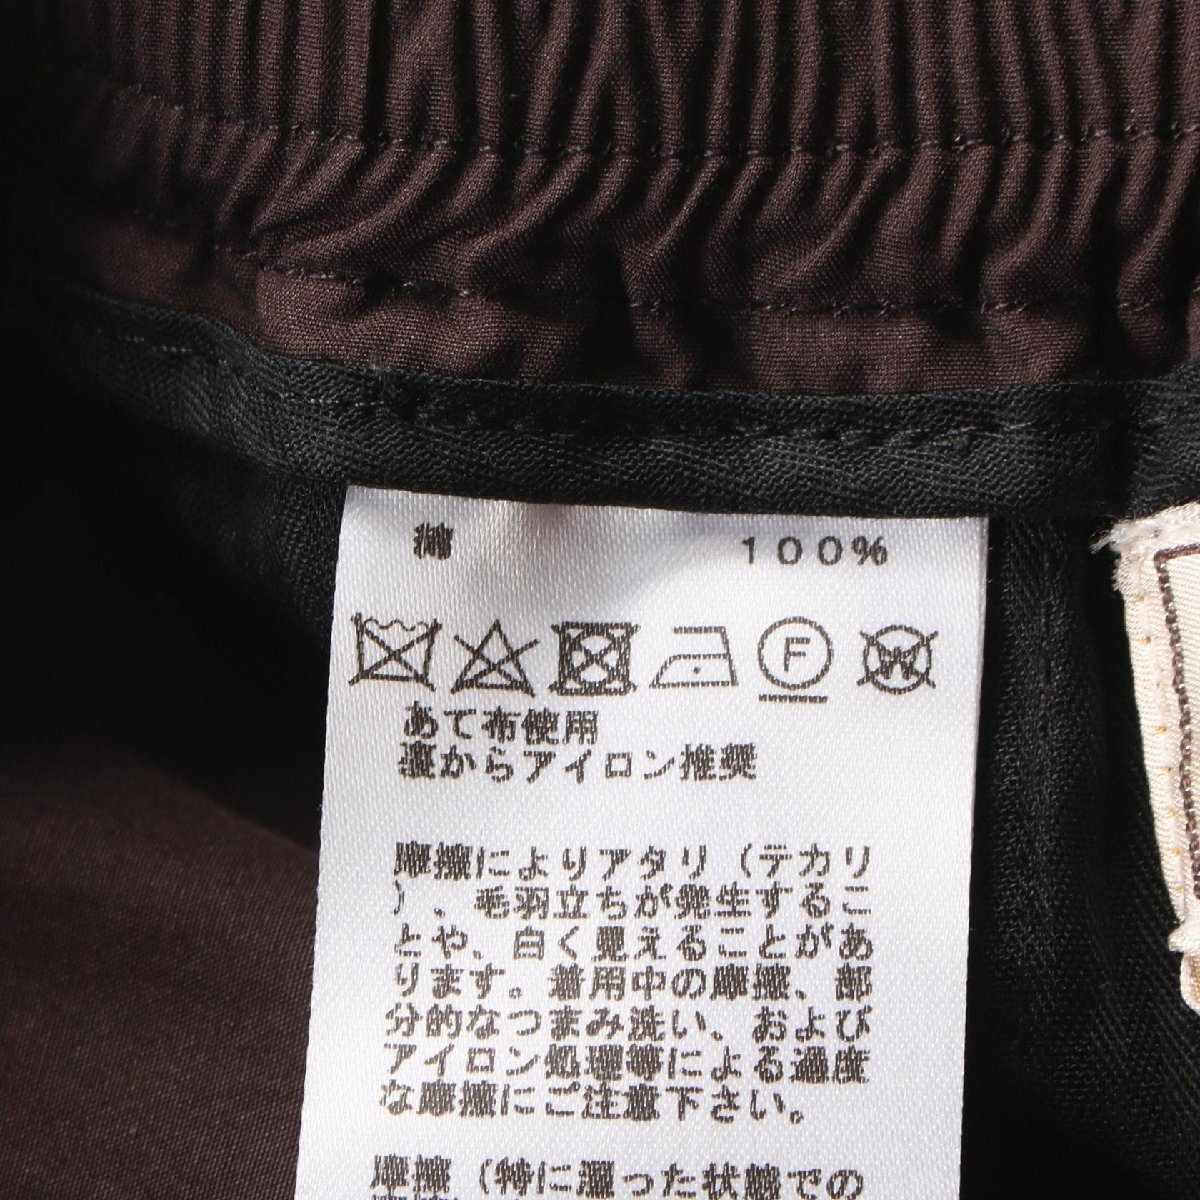 綿 100%
F W
あて布使用
裏からアイロン推奨
摩擦によりアタリ（テカリ
）、毛羽立ちが発生するこ
とや、白く見えることがあ
ります。着用中の摩擦、部
分的なつまみ洗い、および
アイロン処理等による過度
な摩擦にご注意下さい。
摩擦（特に湿った状態での